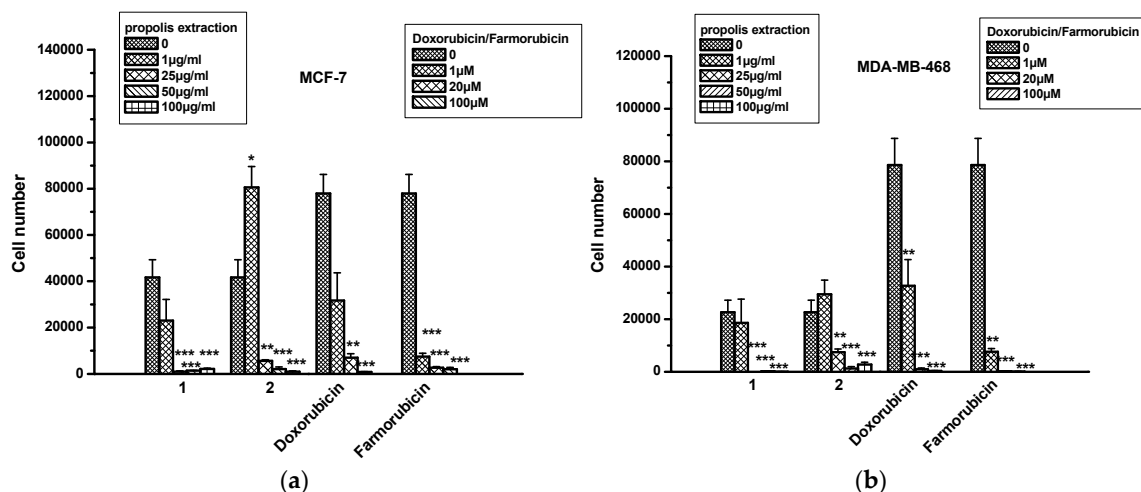 propolis extraction
0
1μg/ml
25μg/ml
50μg/ml
100μg/ml
Doxorubicin/Farmorubicin
0
1μM
20μM
100μM
MCF-7
Cell number
140000
120000
100000
80000
60000
40000
20000
0
*
***
***
***
**
***
***
**
***
***
***
***
1
2
Doxorubicin
Farmorubicin
(a)
propolis extraction
0
1μg/ml
25μg/ml
50μg/ml
100μg/ml
Doxorubicin/Farmorubicin
0
1μM
20μM
100μM
MDA-MB-468
Cell number
120000
100000
80000
60000
40000
20000
0
***
***
***
**
***
***
**
***
***
**
***
***
1
2
Doxorubicin
Farmorubicin
(b)